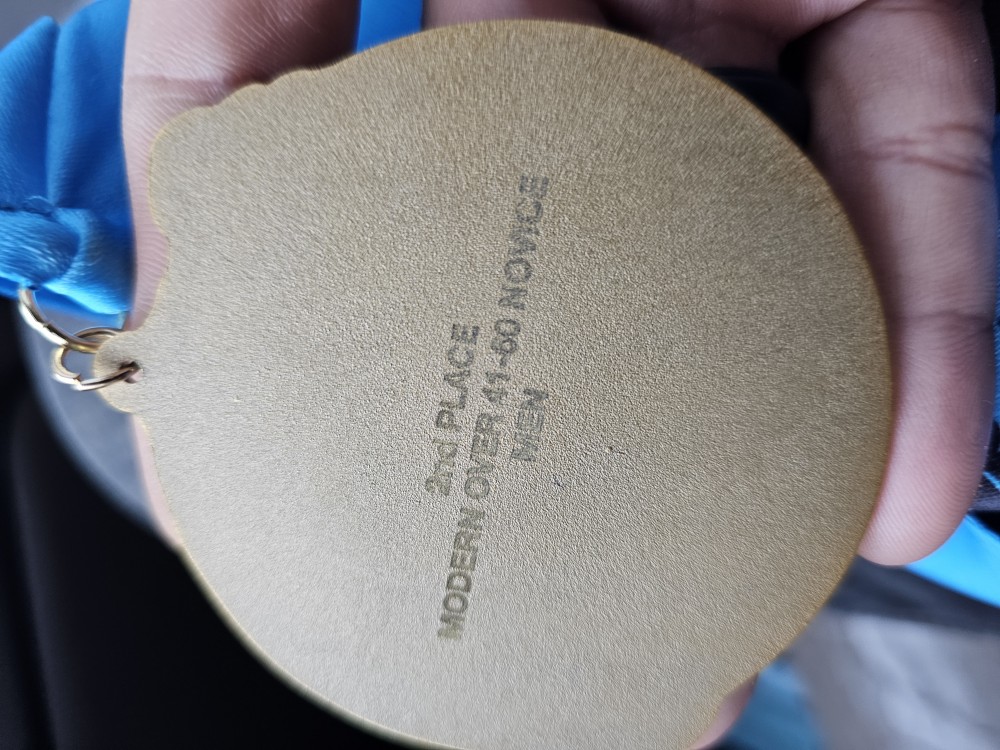 2nd PLACE
MODERN OVER 41-60 NOVICE
MEN